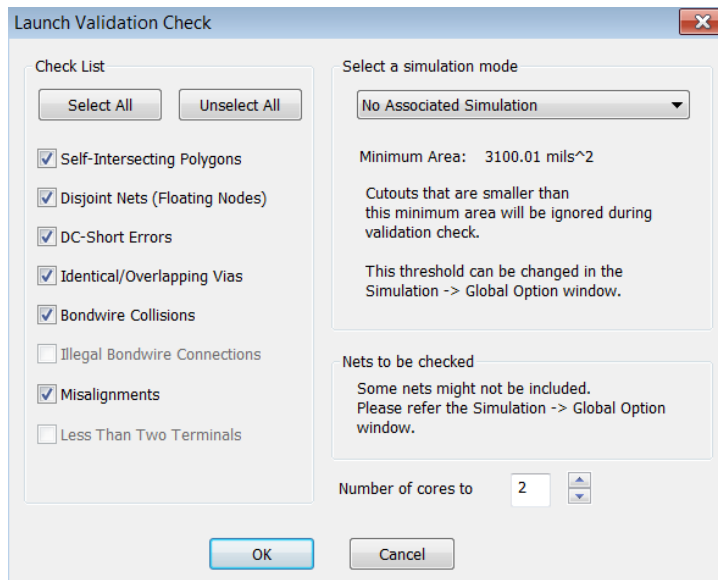 Launch Validation Check
Check List
Select All
Unselect All
Self-Intersecting Polygons
Disjoint Nets (Floating Nodes)
DC-Short Errors
Identical/Overlapping Vias
Bondwire Collisions
Illegal Bondwire Connections
Misalignments
Less Than Two Terminals
Select a simulation mode
No Associated Simulation
Minimum Area: 3100.01 mils^2
Cutouts that are smaller than
this minimum area will be ignored during
validation check.
This threshold can be changed in the
Simulation -> Global Option window.
Nets to be checked
Some nets might not be included.
Please refer the Simulation -> Global Option
window.
Number of cores to 2
OK
Cancel